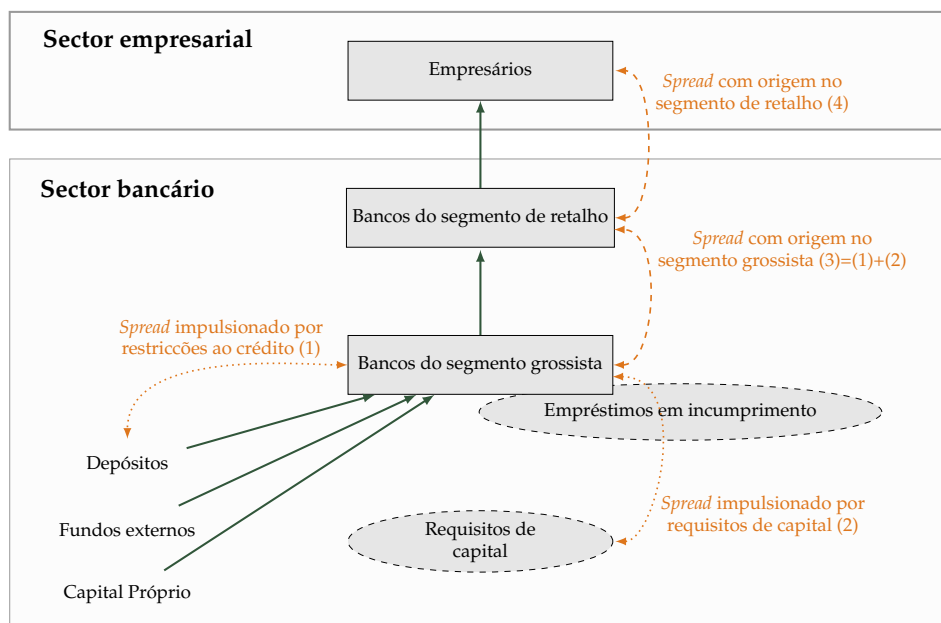 Sector empresarial
Empresários
Spread com origem no
segmento de retalho (4)
Sector bancário
Bancos do segmento de retalho
Spread com origem no
segmento grossista (3)=(1)+(2)
Spread impulsionado por
restriccões ao crédito (1)
Bancos do segmento grossista
Empréstimos em incumprimento
Depósitos
Fundos externos
Capital Próprio
Requisitos de
capital
Spread impulsionado por
requisitos de capital (2)